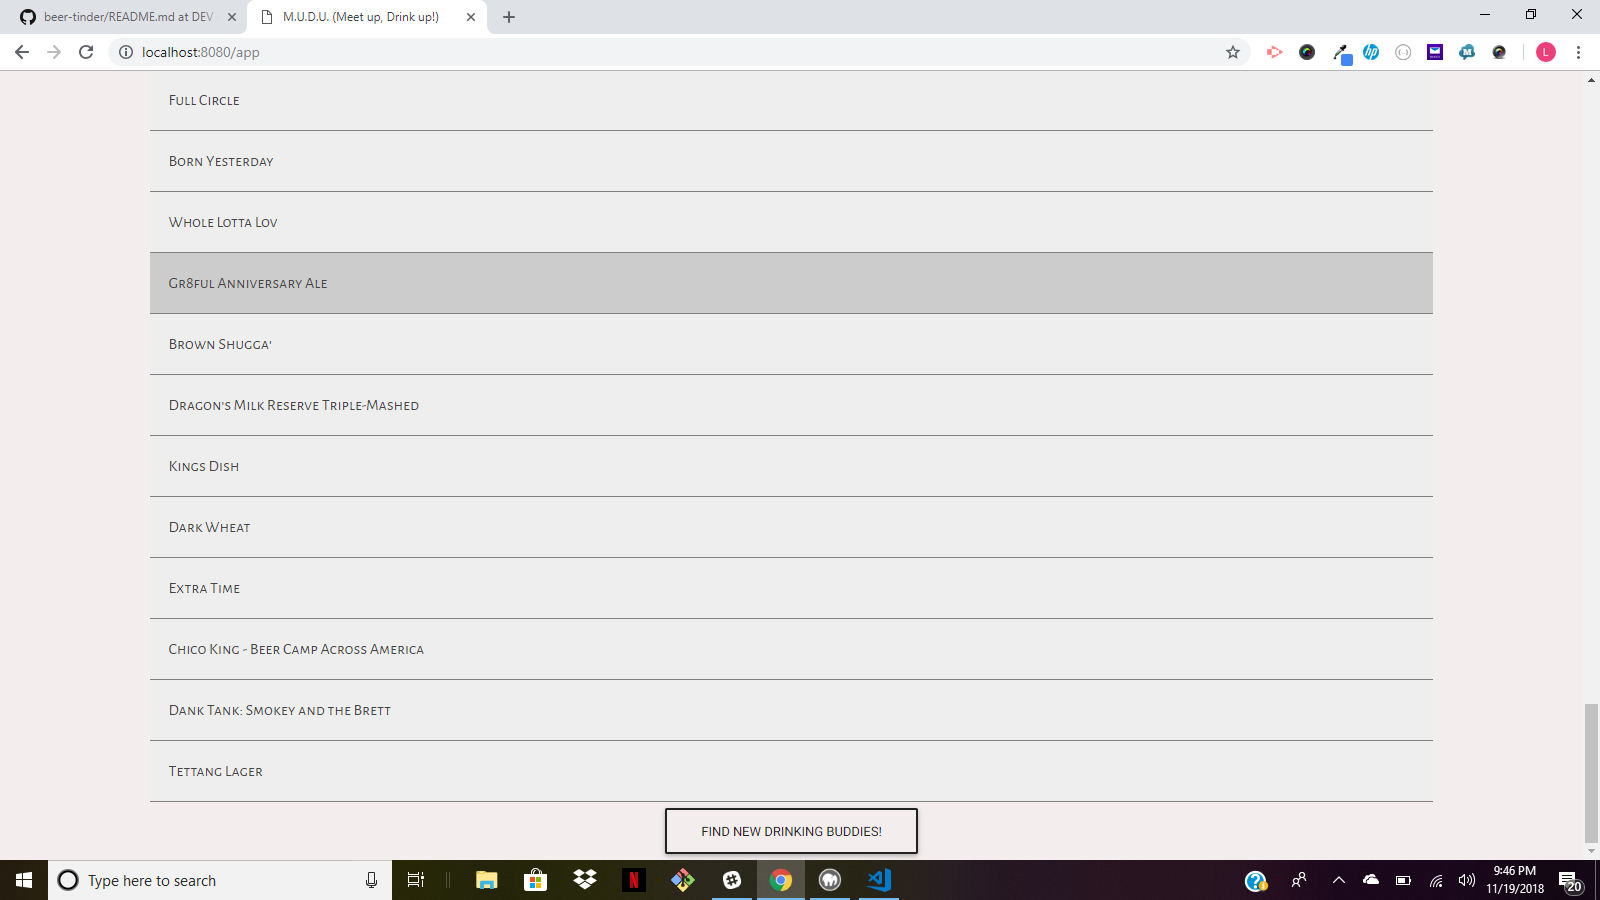 beer-tinder/README.md at DEV
M.U.D.U. (Meet up, Drink up!)
localhost:8080/app
L
Full Circle
Born Yesterday
Whole Lotta Lov
Gr8ful Anniversary Ale
Brown Shugga'
Dragon's Milk Reserve Triple-Mashed
Kings Dish
Dark Wheat
Extra Time
Chico King - Beer Camp Across America
Dank Tank: Smokey and the Brett
Tettang Lager
FIND NEW DRINKING BUDDIES!
Type here to search
9:46 PM
11/19/2018
20